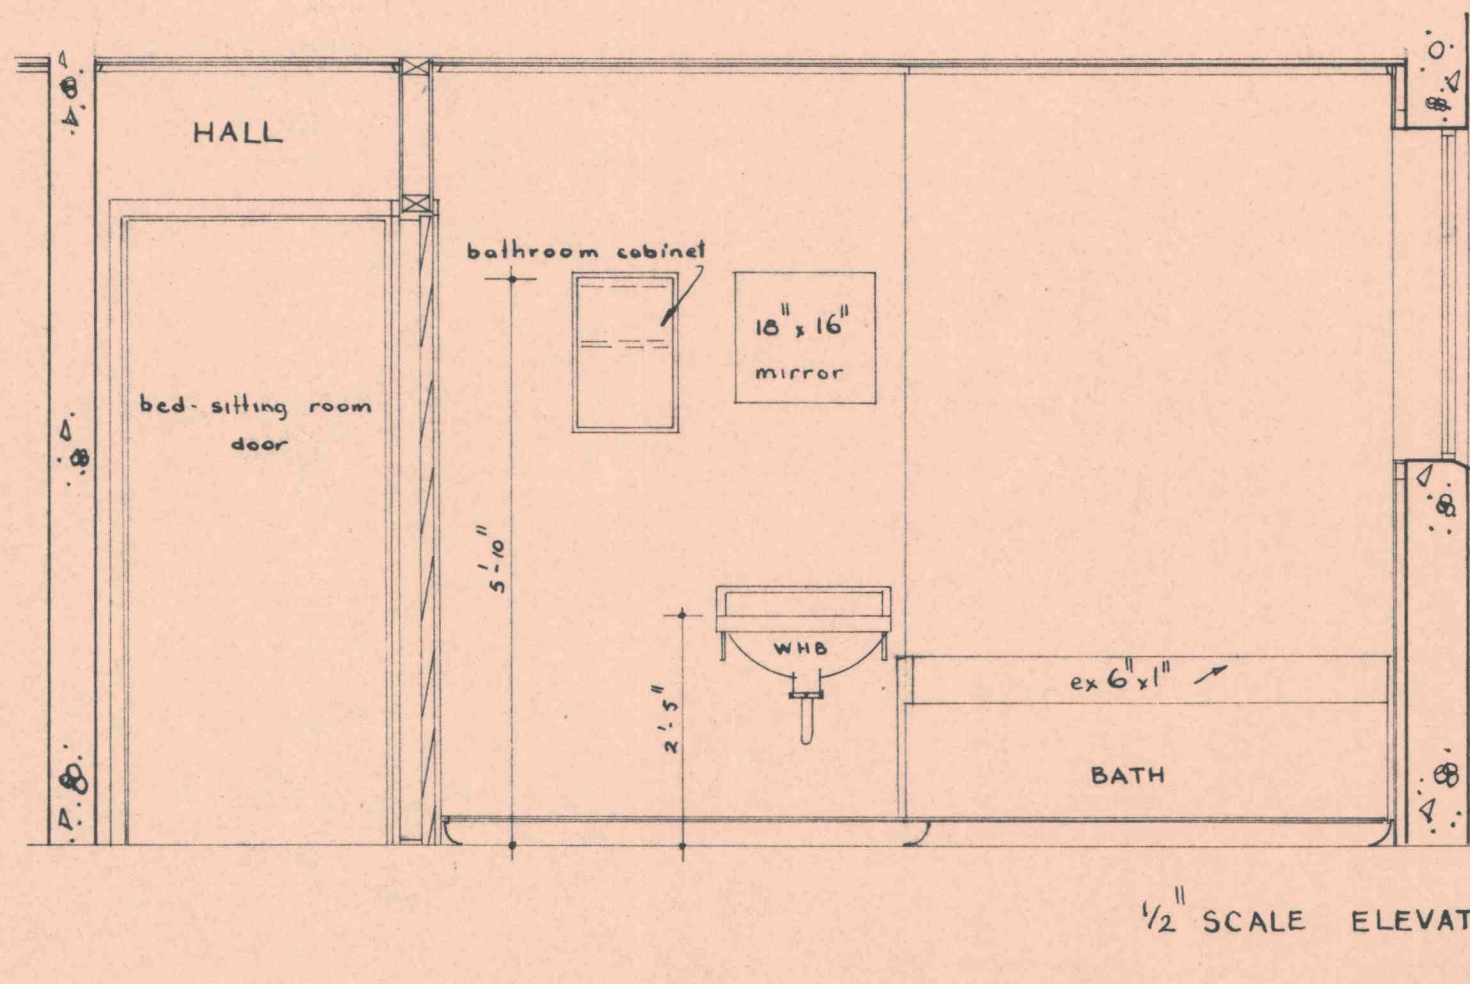 HALL
bathroom cabinet
18" x 16"
mirror
bed-sitting room
door
5'-10"
WHB
2'-5"
ex 6"x1"
BATH
1/2" SCALE ELEVAT